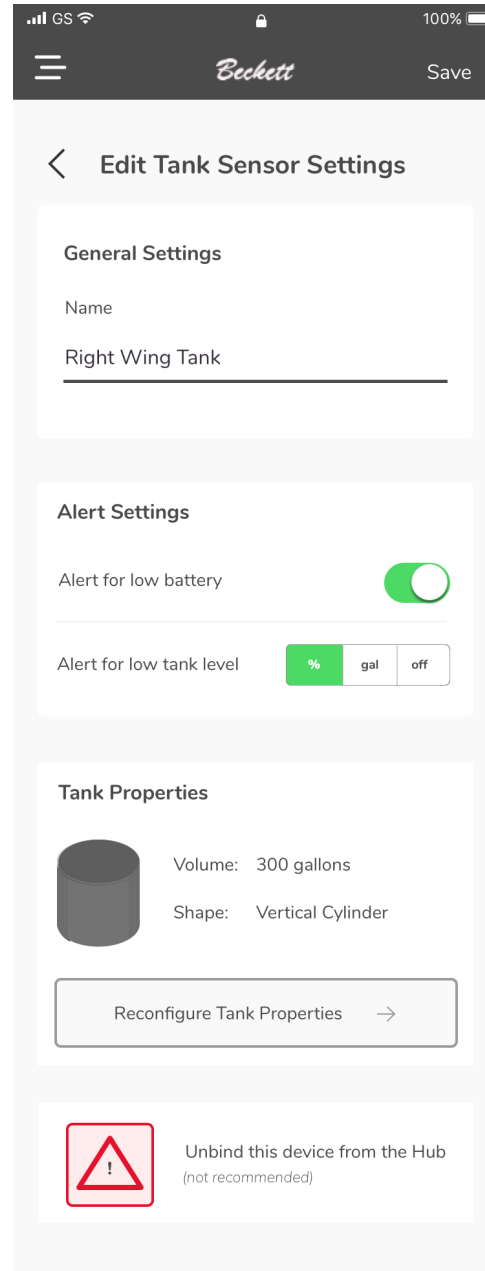 GS 100%
Beckett Save
Edit Tank Sensor Settings
General Settings
Name
Right Wing Tank
Alert Settings
Alert for low battery
Alert for low tank level % gal off
Tank Properties
Volume: 300 gallons
Shape: Vertical Cylinder
Reconfigure Tank Properties →
! Unbind this device from the Hub
(not recommended)